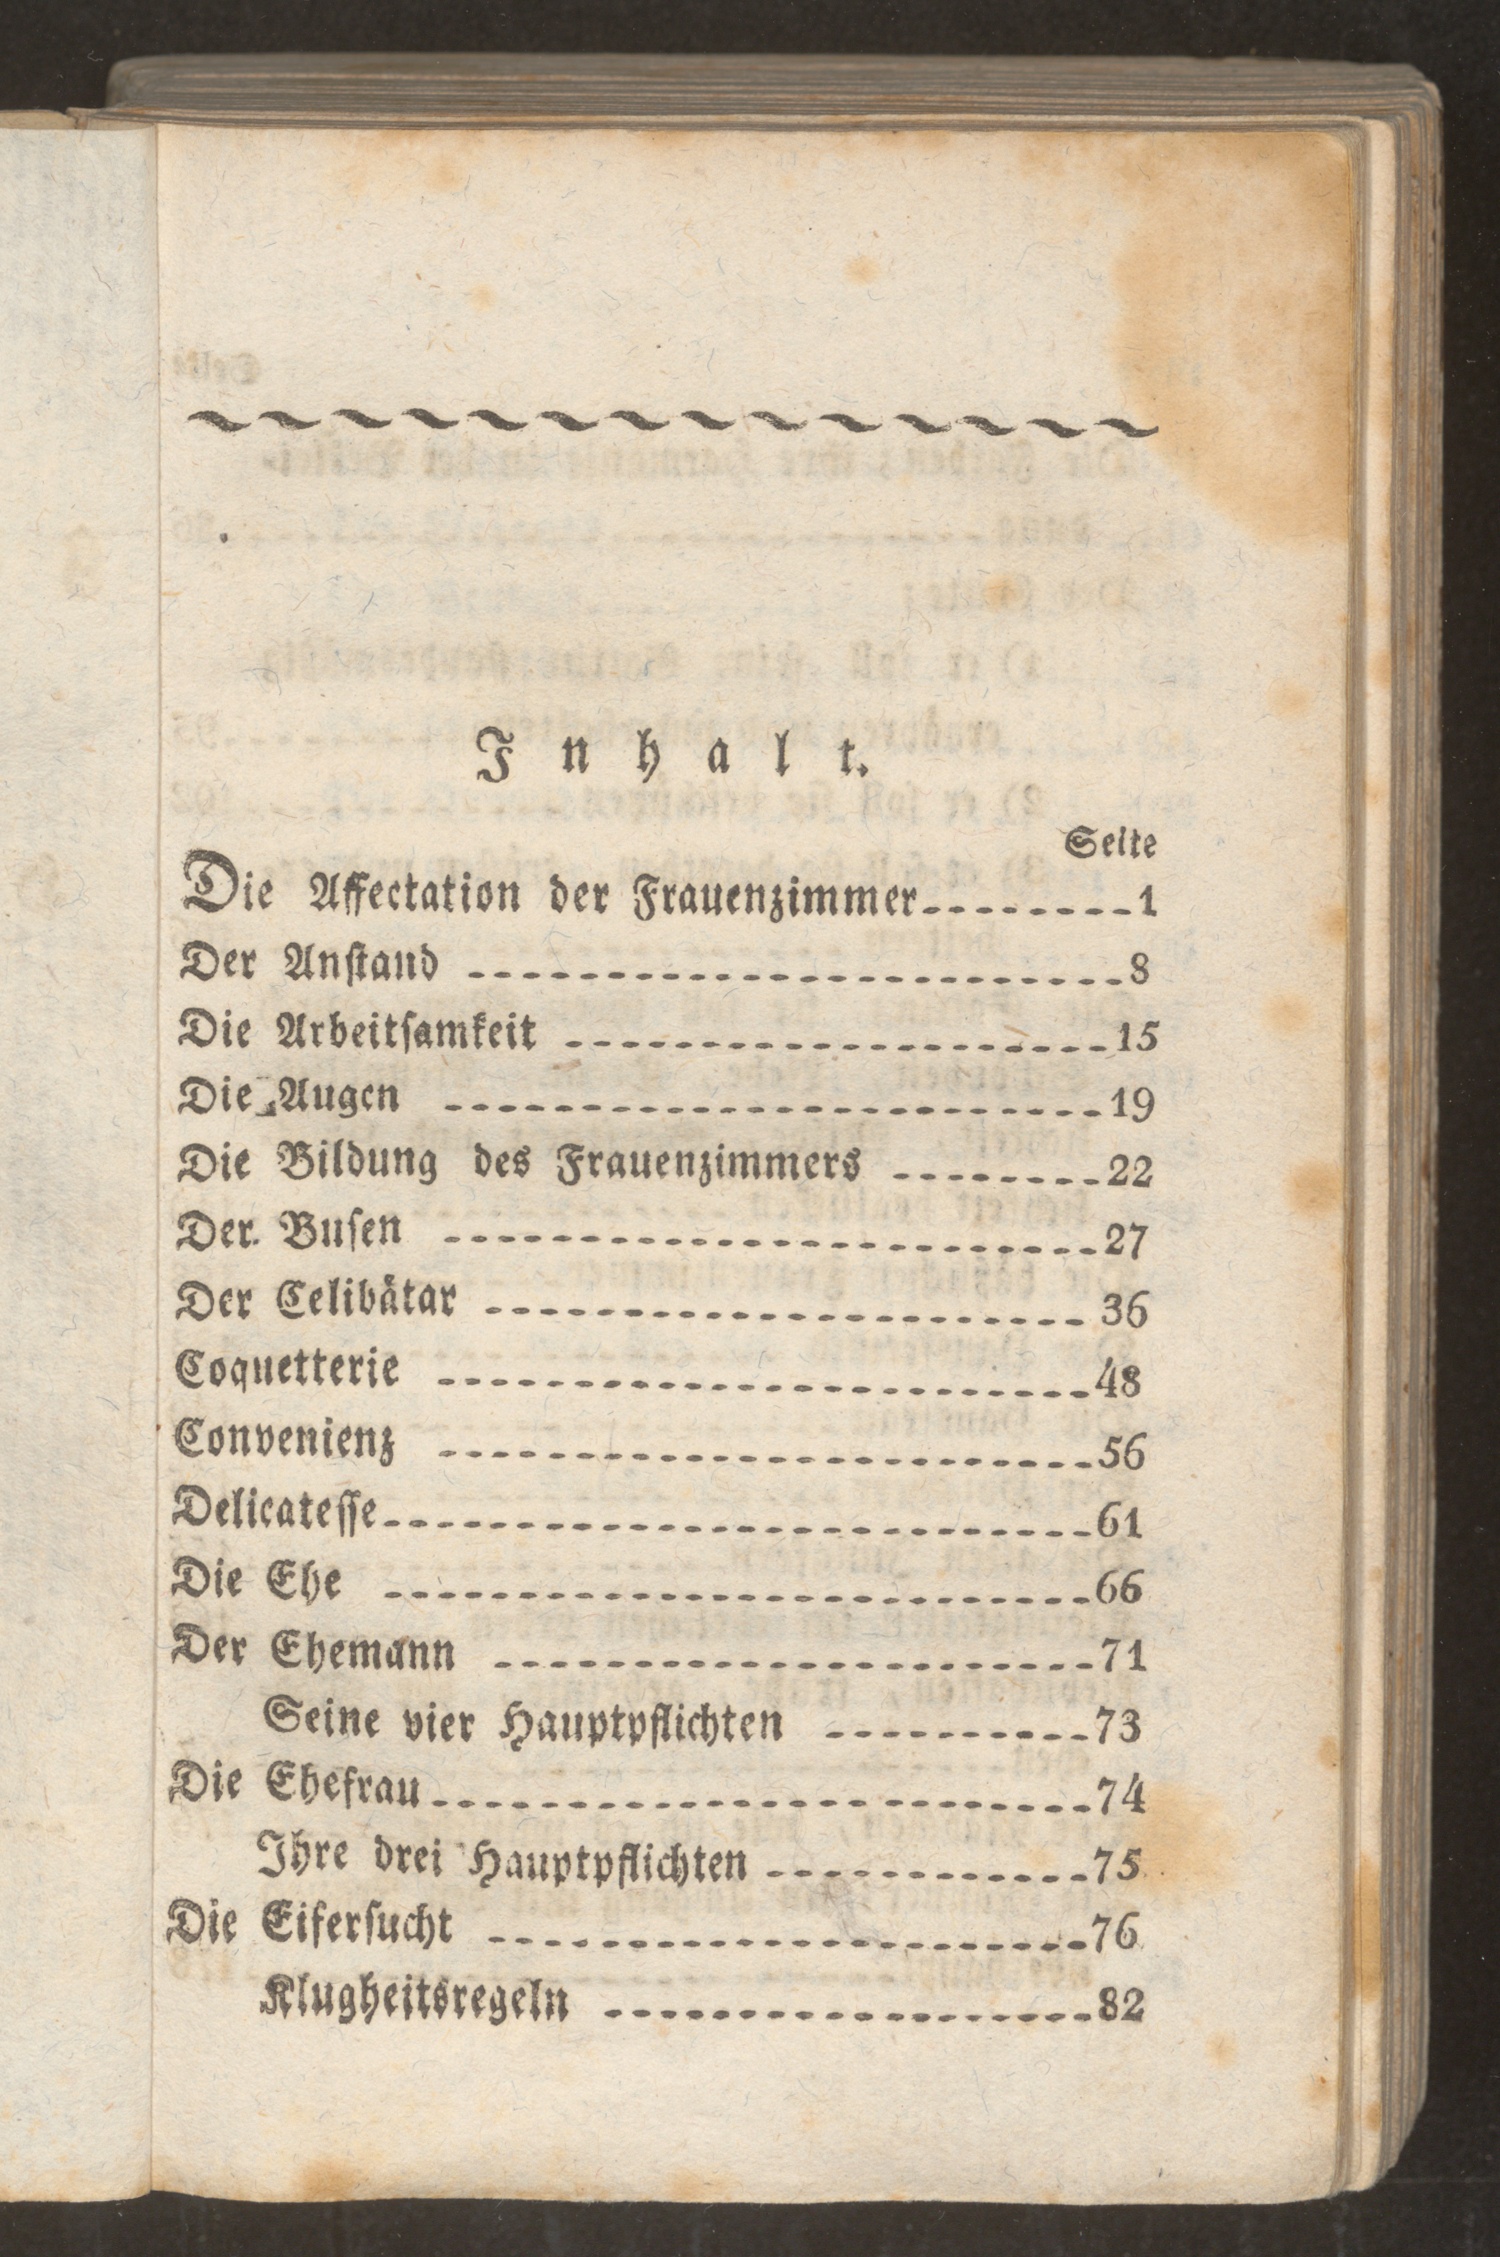 Inhalt.
Seite
Die Affectation der Frauenzimmer - - - - - - - - 1
Der Anſtand - - - - - - - - - - - - - - - - - - - - - - - - 8
Die Arbeitſamkeit - - - - - - - - - - - - - - - - - - - - 15
Die Augen - - - - - - - - - - - - - - - - - - - - - - - - 19
Die Bildung des Frauenzimmers - - - - - - - - 22
Der Buſen - - - - - - - - - - - - - - - - - - - - - - - - 27
Der Celibätar - - - - - - - - - - - - - - - - - - - - - - 36
Coquetterie - - - - - - - - - - - - - - - - - - - - - - - - 48
Convenienz - - - - - - - - - - - - - - - - - - - - - - - - 56
Delicateſſe - - - - - - - - - - - - - - - - - - - - - - - - - - 61
Die Ehe - - - - - - - - - - - - - - - - - - - - - - - - - - 66
Der Ehemann - - - - - - - - - - - - - - - - - - - - - - 71
Seine vier Hauptpflichten - - - - - - - - - - 73
Die Ehefrau - - - - - - - - - - - - - - - - - - - - - - - - 74
Ihre drei Hauptpflichten - - - - - - - - - - - - 75
Die Eiferſucht - - - - - - - - - - - - - - - - - - - - - - 76
Klugheitsregeln - - - - - - - - - - - - - - - - - - 82